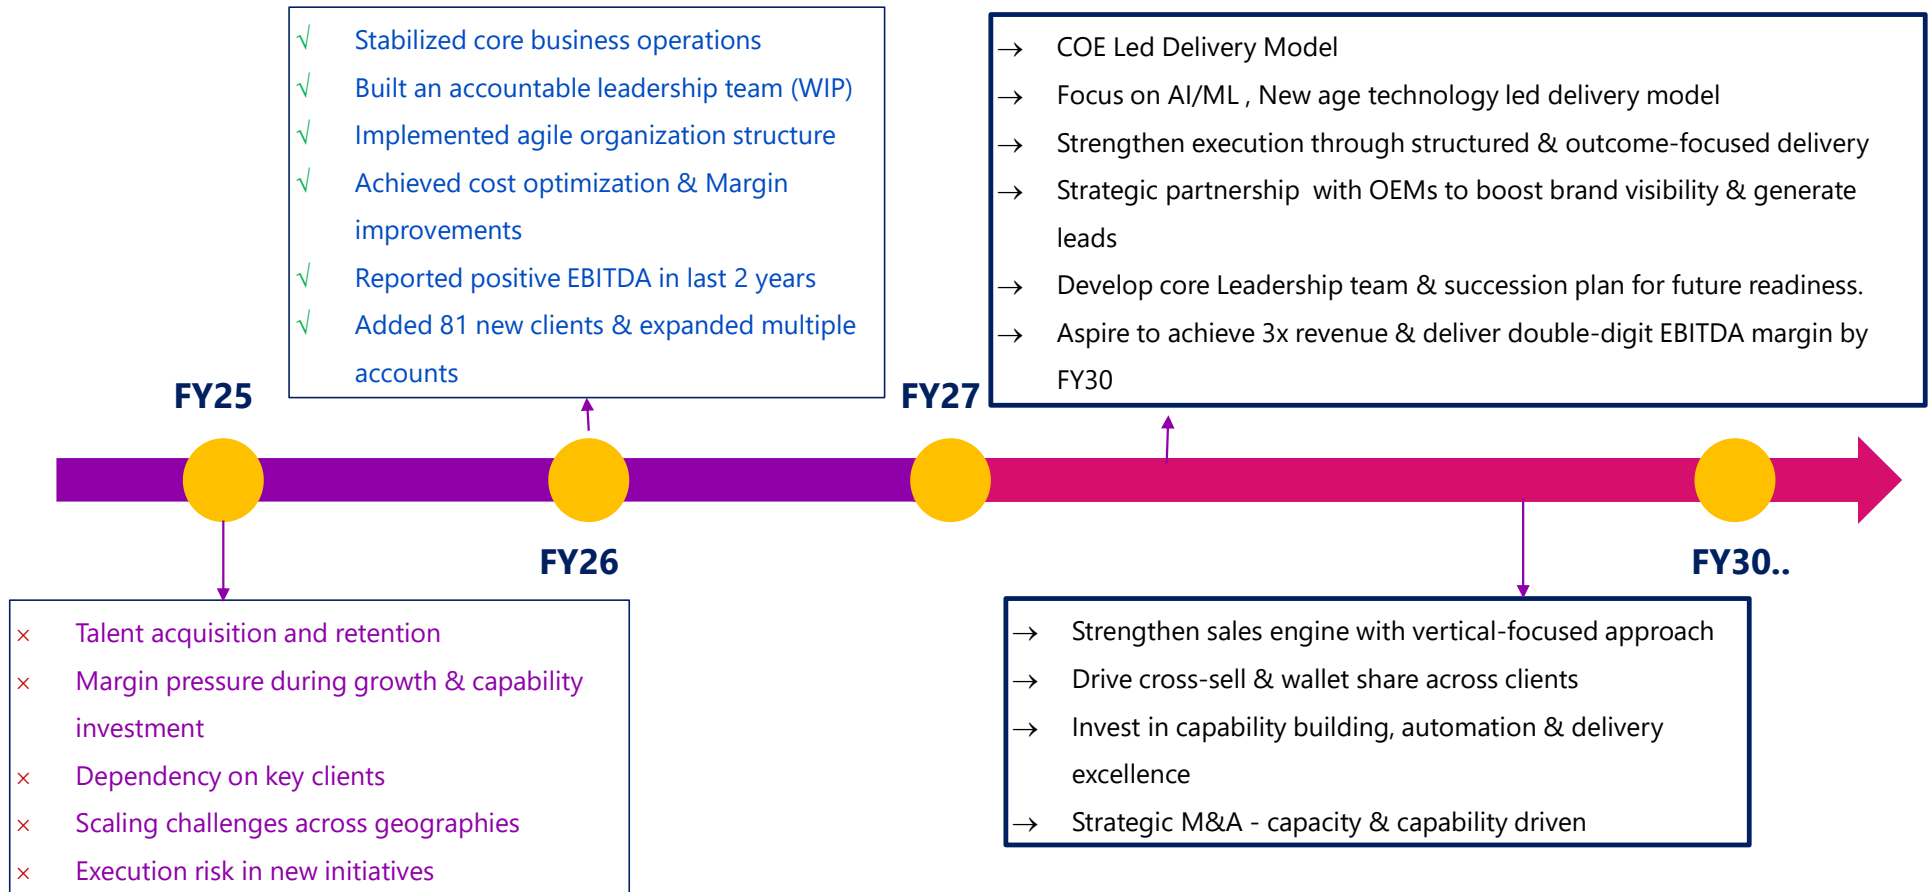 √ Stabilized core business operations
√ Built an accountable leadership team (WIP)
√ Implemented agile organization structure
√ Achieved cost optimization & Margin
improvements
√ Reported positive EBITDA in last 2 years
√ Added 81 new clients & expanded multiple
accounts
→ COE Led Delivery Model
→ Focus on AI/ML , New age technology led delivery model
→ Strengthen execution through structured & outcome-focused delivery
→ Strategic partnership  with OEMs to boost brand visibility & generate
leads
→ Develop core Leadership team & succession plan for future readiness.
→ Aspire to achieve 3x revenue & deliver double-digit EBITDA margin by
FY30
FY25
FY27
FY26
FY30..
× Talent acquisition and retention
× Margin pressure during growth & capability
investment
× Dependency on key clients
× Scaling challenges across geographies
× Execution risk in new initiatives
→ Strengthen sales engine with vertical-focused approach
→ Drive cross-sell & wallet share across clients
→ Invest in capability building, automation & delivery
excellence
→ Strategic M&A - capacity & capability driven